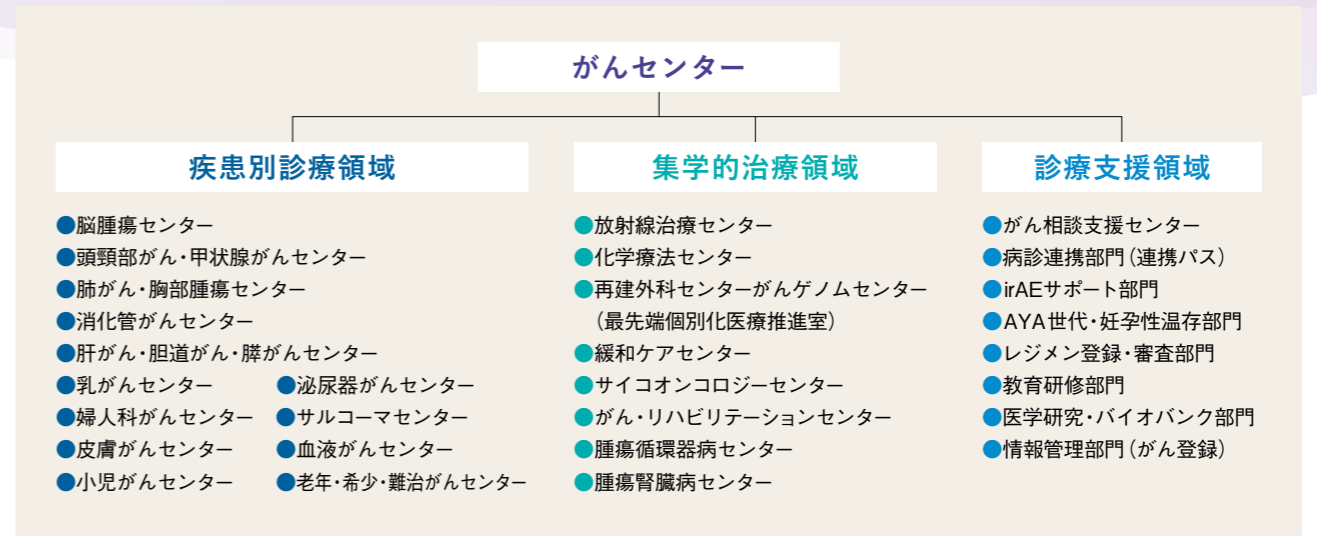 がんセンター
疾患別診療領域
●脳腫瘍センター
●頭頸部がん・甲状腺がんセンター
●肺がん・胸部腫瘍センター
●消化管がんセンター
●肝がん・胆道がん・膵がんセンター
●乳がんセンター
●婦人科がんセンター
●皮膚がんセンター
●小児がんセンター
●泌尿器がんセンター
●サルコーマセンター
●血液がんセンター
●老年・希少・難治がんセンター
集学的治療領域
●放射線治療センター
●化学療法センター
●再建外科センターがんゲノムセンター
（最先端個別化医療推進室）
●緩和ケアセンター
●サイコオンコロジーセンター
●がん・リハビリテーションセンター
●腫瘍循環器病センター
●腫瘍腎臓病センター
診療支援領域
●がん相談支援センター
●病診連携部門（連携パス）
●irAEサポート部門
●AYA世代・妊孕性温存部門
●レジメン登録・審査部門
●教育研修部門
●医学研究・バイオバンク部門
●情報管理部門（がん登録）